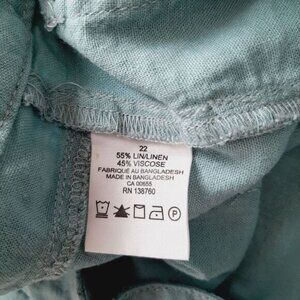 22
55% LIN/LINEN
45% VISCOSE
FABRIQUÉ AU BANGLADESH
MADE IN BANGLADESH
CA 00655
RN 138760
P